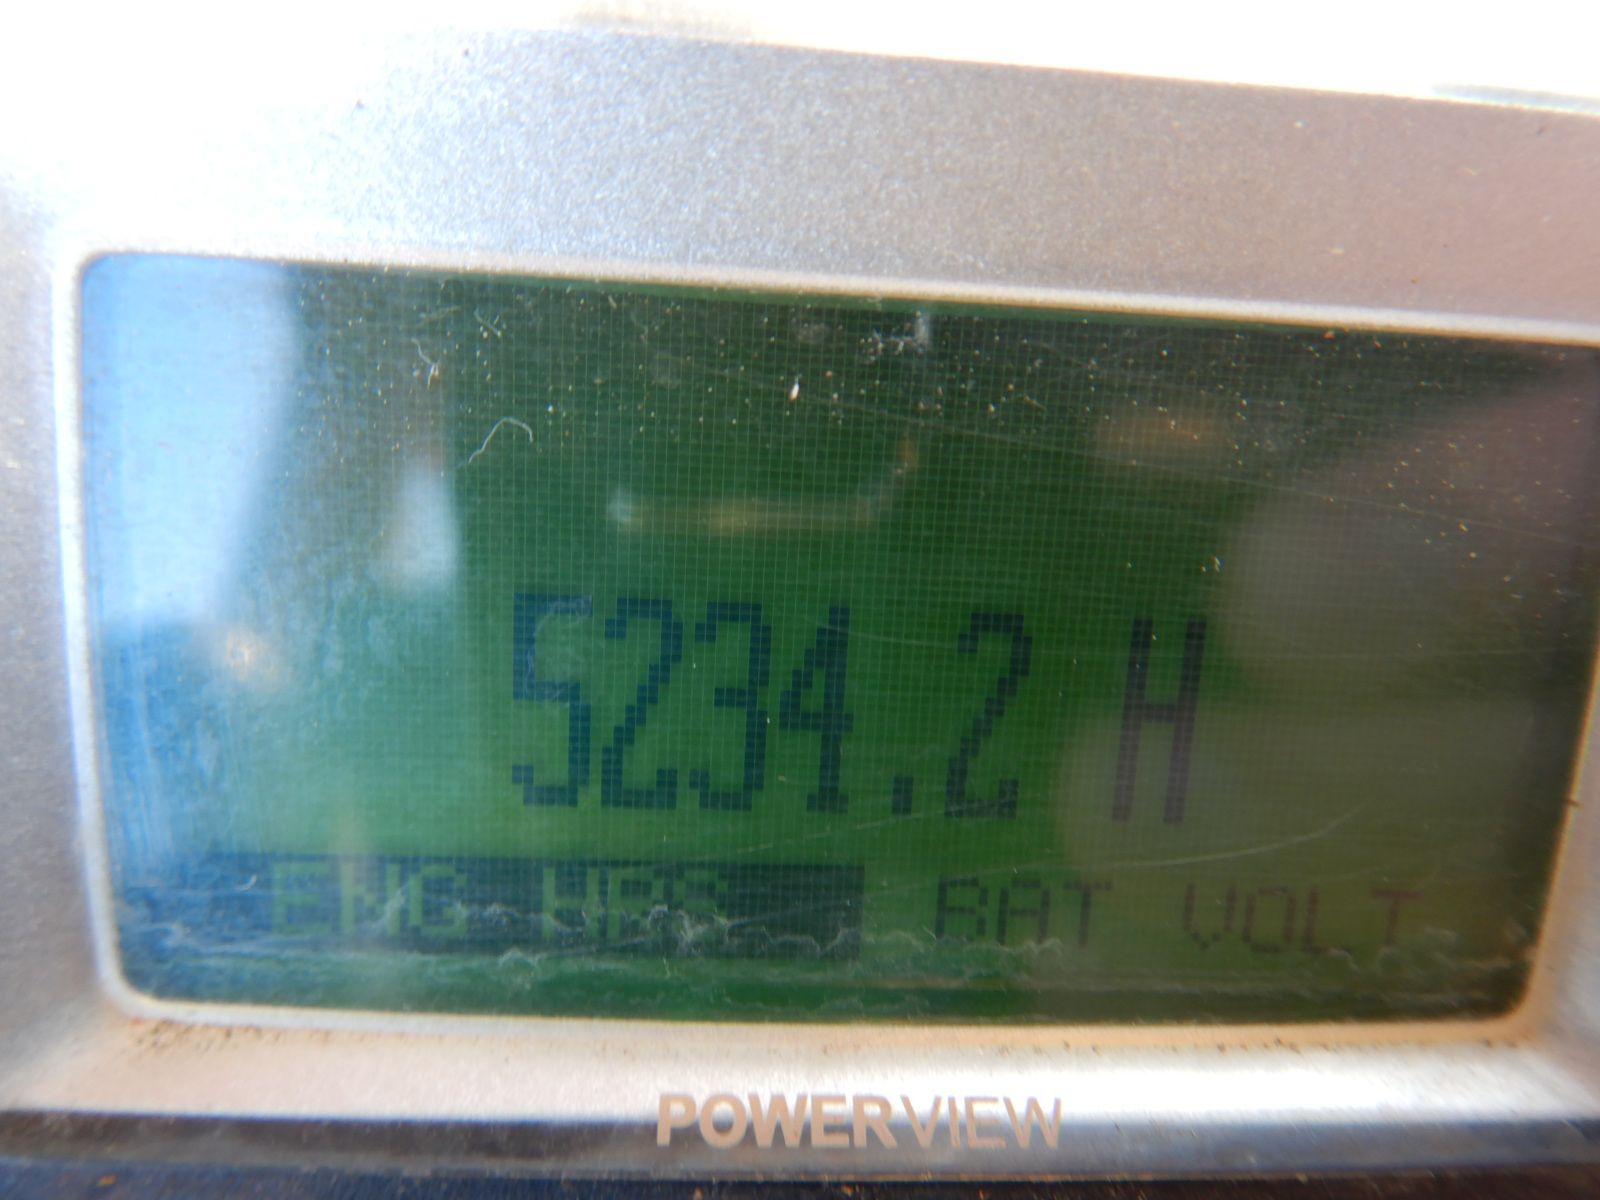 5234.2 H
ENG HRS BAT VOLT
POWERVIEW